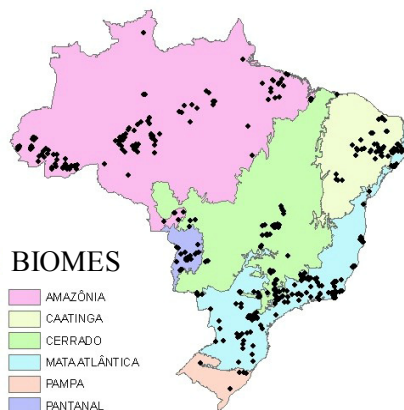 BIOMES
AMAZÔNIA
CAATINGA
CERRADO
MATA ATLÂNTICA
PAMPA
PANTANAL